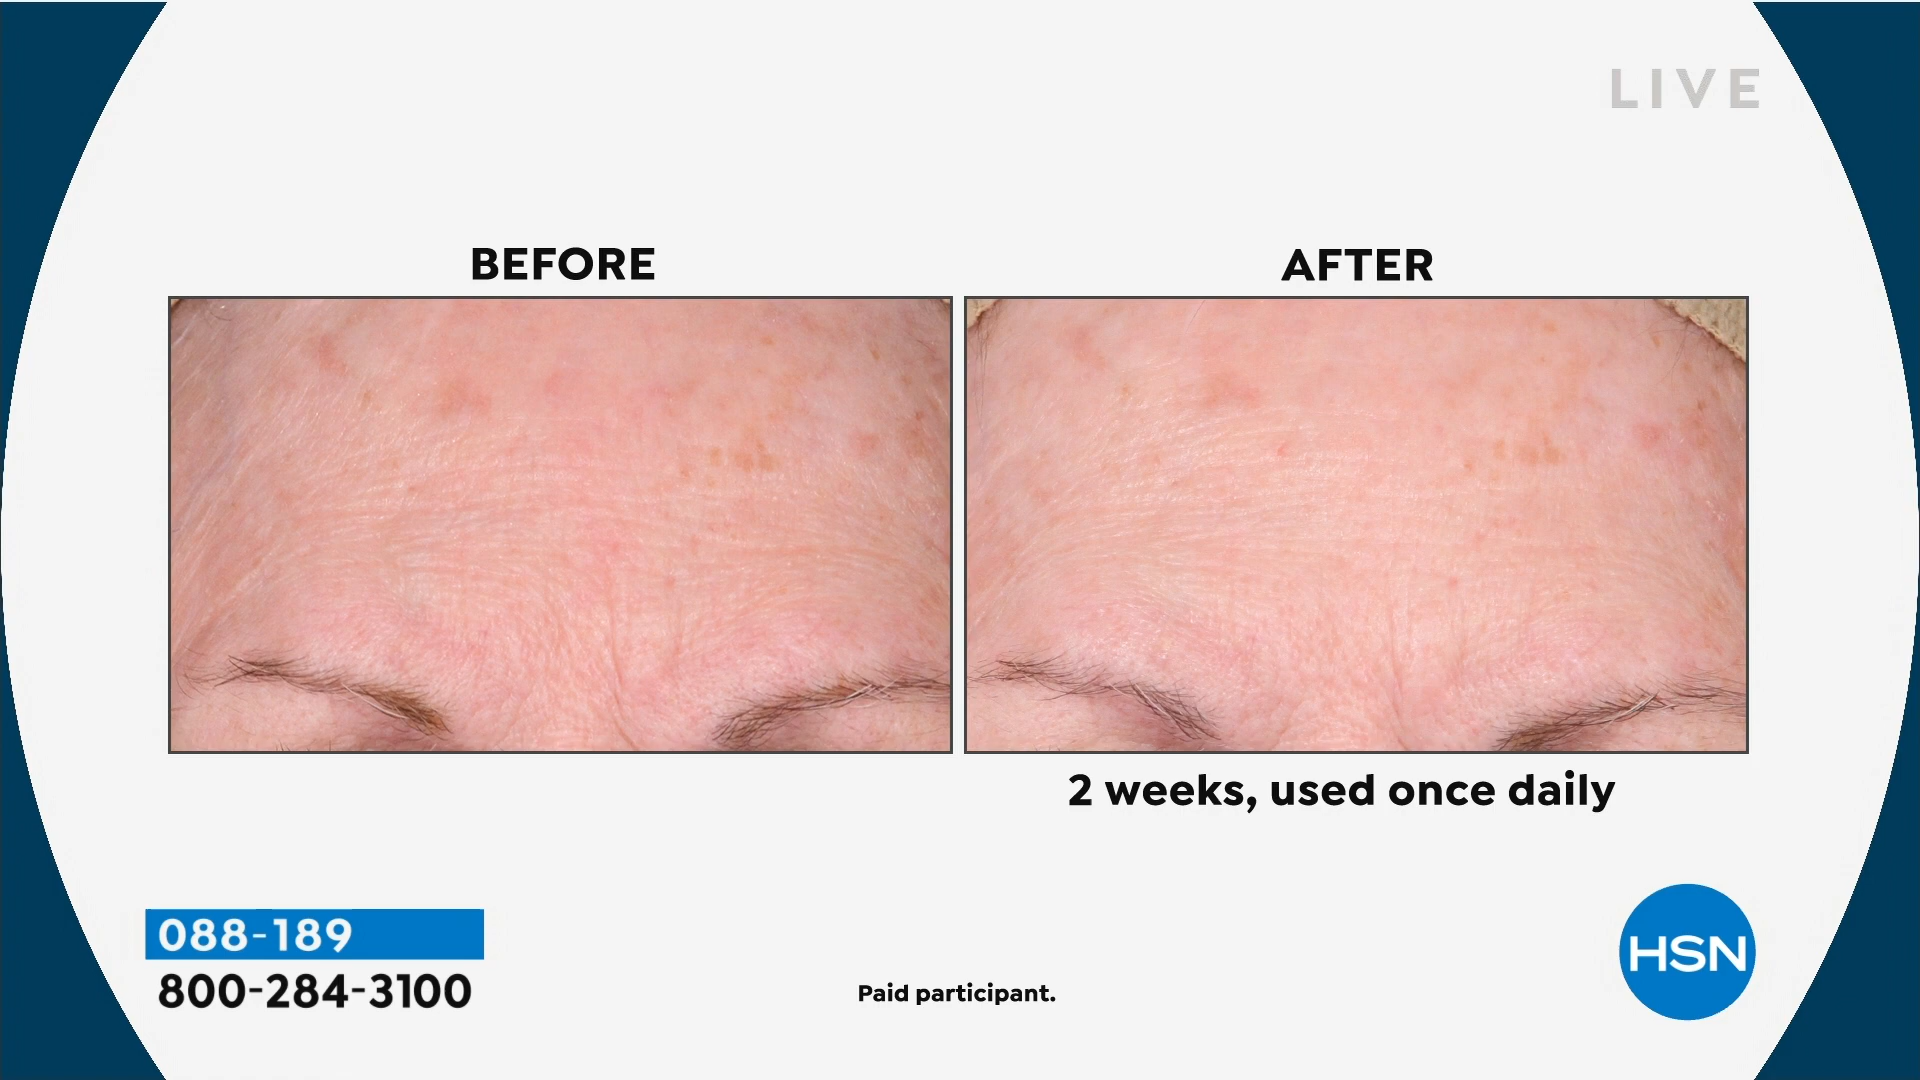 LIVE
BEFORE
AFTER
2 weeks, used once daily
088-189
800-284-3100
Paid participant.
HSN